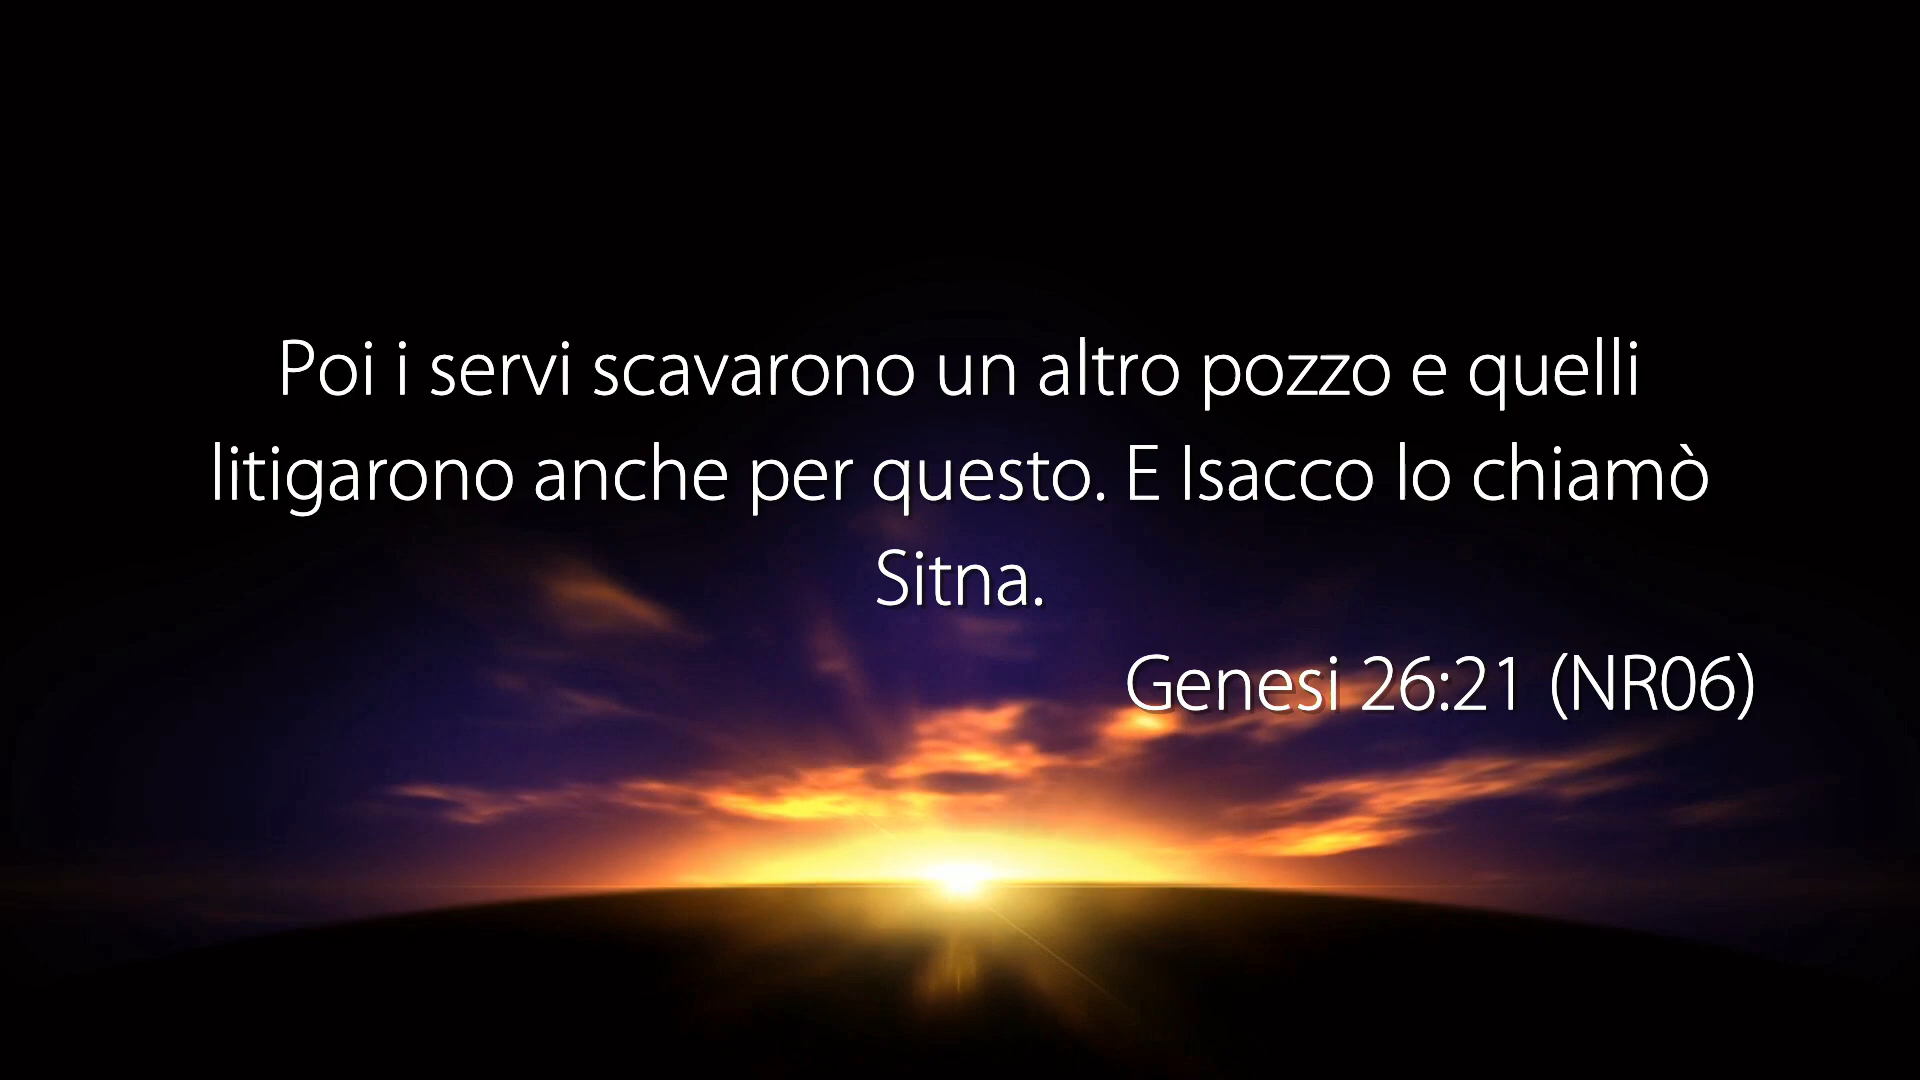 Poi i servi scavarono un altro pozzo e quelli
litigarono anche per questo. E Isacco lo chiamò
Sitna.
Genesi 26:21 (NR06)